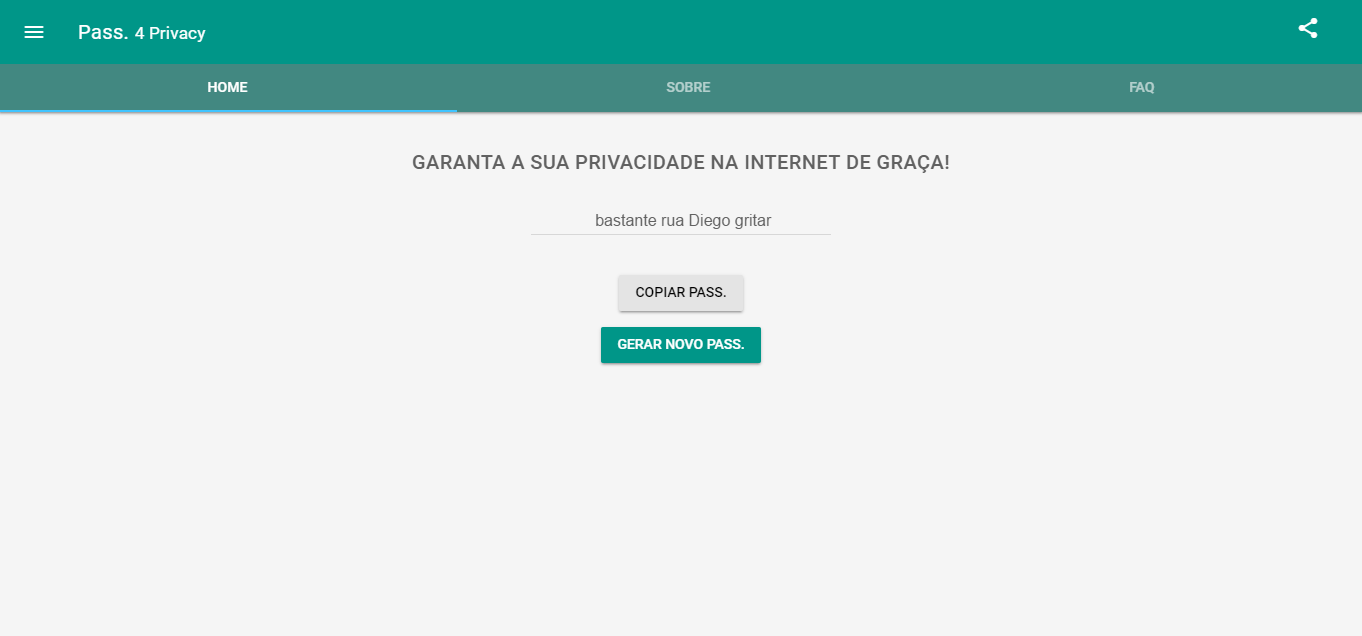 Pass. 4 Privacy
HOME SOBRE FAQ
GARANTA A SUA PRIVACIDADE NA INTERNET DE GRAÇA!
bastante rua Diego gritar
COPIAR PASS.
GERAR NOVO PASS.